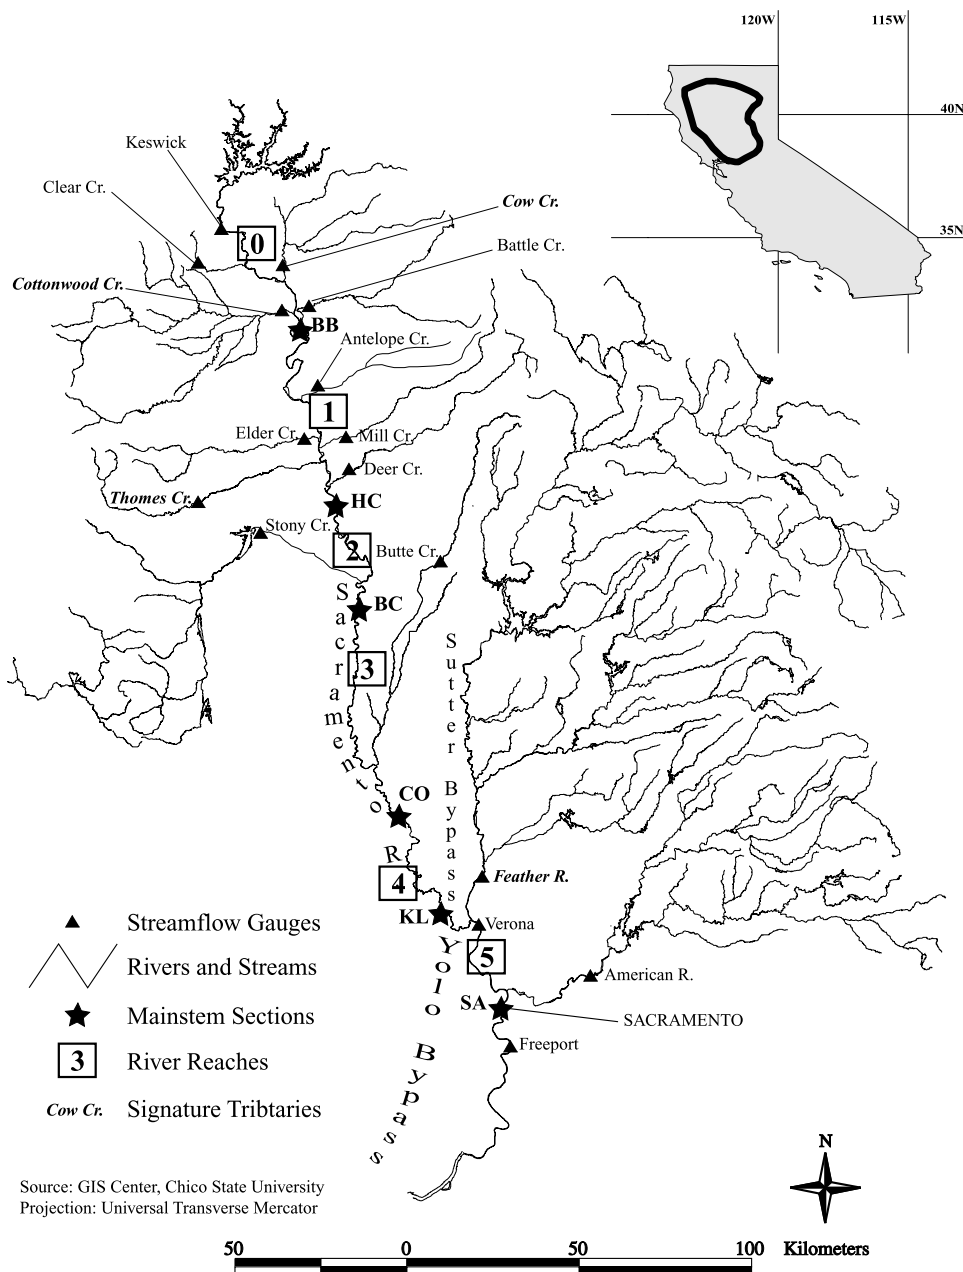 120W
115W
40N
35N
Keswick
Clear Cr.
Cow Cr.
0
Battle Cr.
Cottonwood Cr.
BB
Antelope Cr.
1
Elder Cr.
Mill Cr.
Deer Cr.
Thomes Cr.
HC
Stony Cr.
2
Butte Cr.
BC
3
Sacramento R
Sutter Bypass
CO
4
Feather R.
KL
Verona
Yolo Bypass
5
American R.
SA
SACRAMENTO
Freeport
Streamflow Gauges
Rivers and Streams
Mainstem Sections
3 River Reaches
Cow Cr. Signature Tribtaries
N
Source: GIS Center, Chico State University
Projection: Universal Transverse Mercator
50 0 50 100 Kilometers